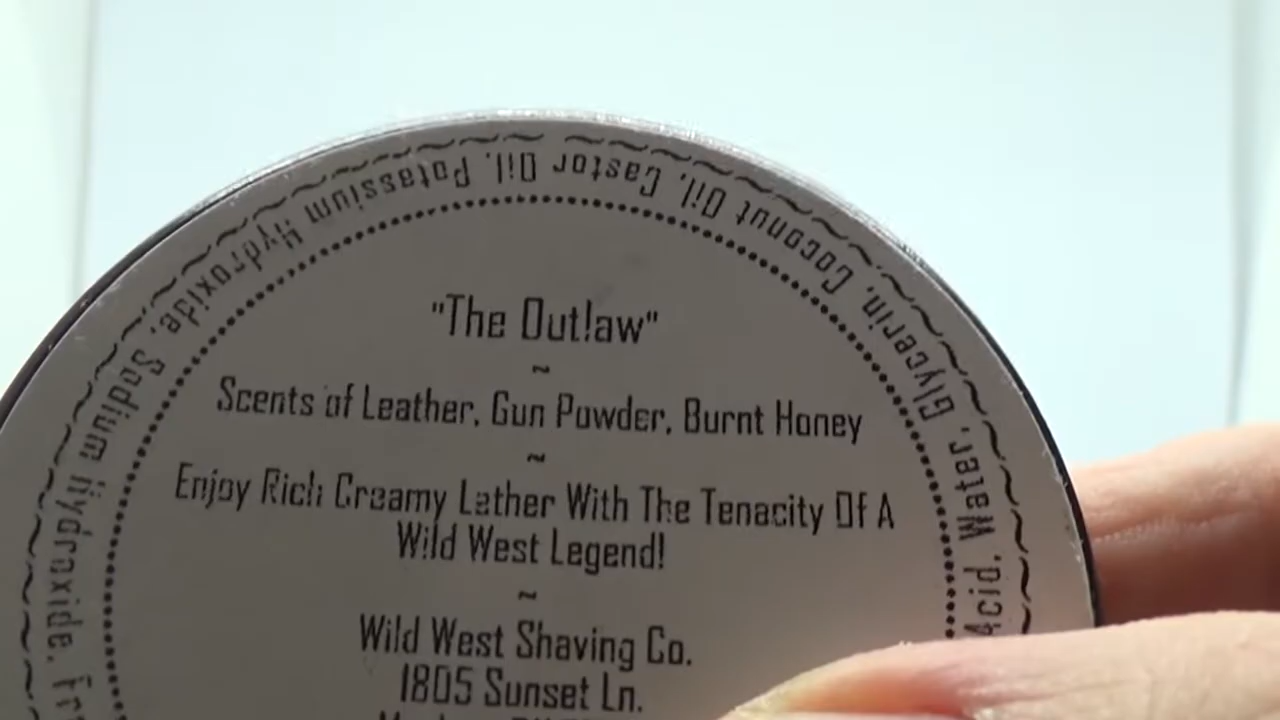 "The Outlaw"
~
Scents of Leather, Gun Powder, Burnt Honey
~
Enjoy Rich Creamy Lather With The Tenacity Of A
Wild West Legend!
~
Wild West Shaving Co.
1805 Sunset Ln.
Acid, Water, Glycerin, Coconut Oil, Castor Oil, Potassium Hydroxide, Sodium Hydroxide,